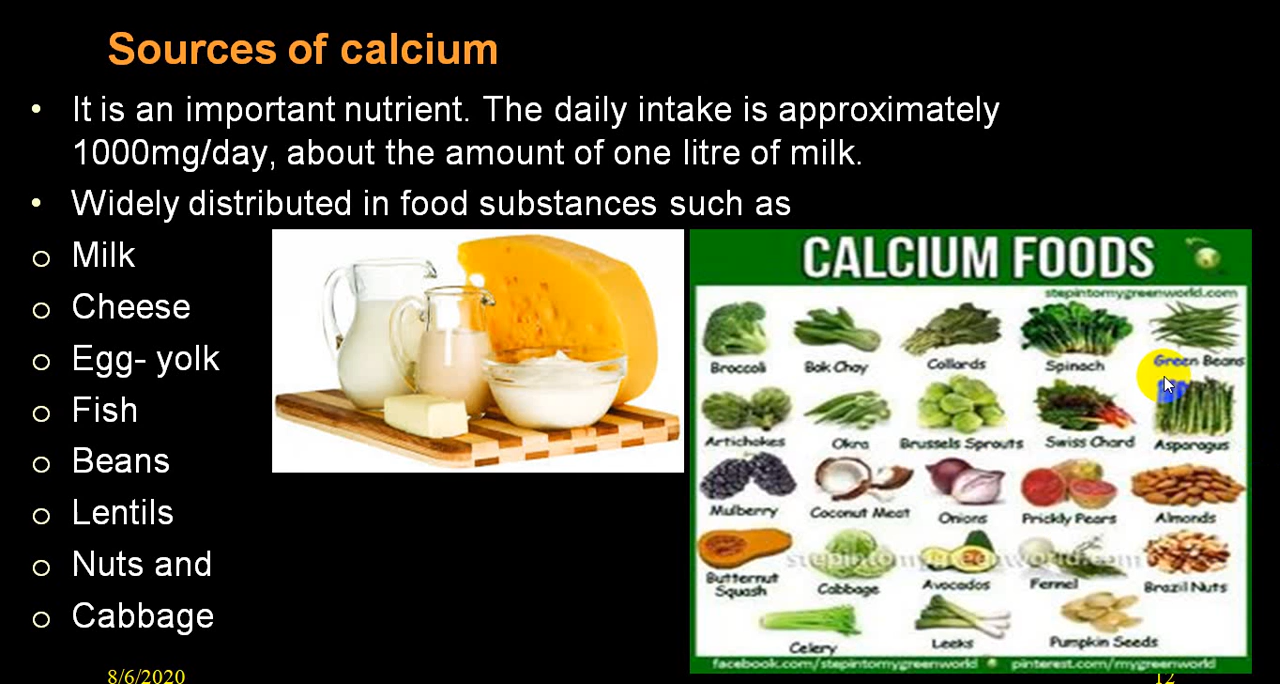 Sources of calcium
• It is an important nutrient. The daily intake is approximately
1000mg/day, about the amount of one litre of milk.
• Widely distributed in food substances such as
o Milk
o Cheese
o Egg- yolk
o Fish
o Beans
o Lentils
o Nuts and
o Cabbage
CALCIUM FOODS
stepintomygreenworld.com
Broccoli Bok Choy Collards Spinach Green Beans
Artichokes Okra Brussels Sprouts Swiss Chard Asparagus
Mulberry Coconut Meat Onions Prickly Pears Almonds
stepintomygreenworld.com
Butternut
Squash Cabbage Avocados Fennel Brazil Nuts
Celery Leeks Pumpkin Seeds
facebook.com/stepintomygreenworld pinterest.com/mygreenworld
8/6/2020 12